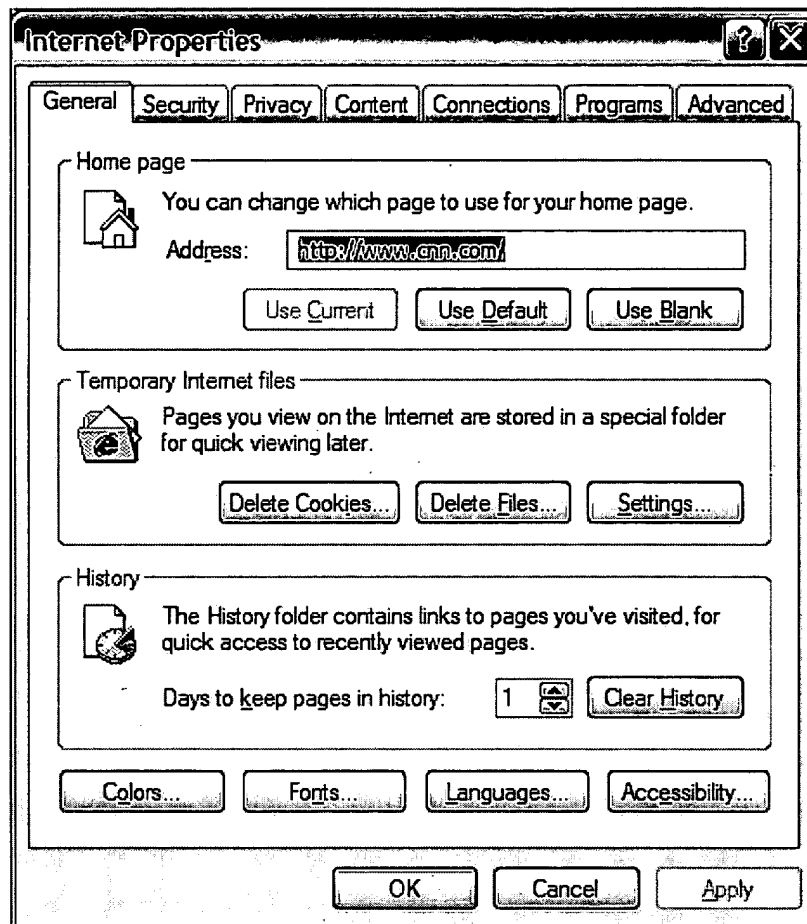 Internet Properties
General Security Privacy Content Connections Programs Advanced
Home page
You can change which page to use for your home page.
Address: http://www.cnn.com/
Use Current Use Default Use Blank
Temporary Internet files
Pages you view on the Internet are stored in a special folder
for quick viewing later.
Delete Cookies... Delete Files... Settings...
History
The History folder contains links to pages you've visited, for
quick access to recently viewed pages.
Days to keep pages in history: 1 Clear History
Colors... Fonts... Languages... Accessibility...
OK Cancel Apply